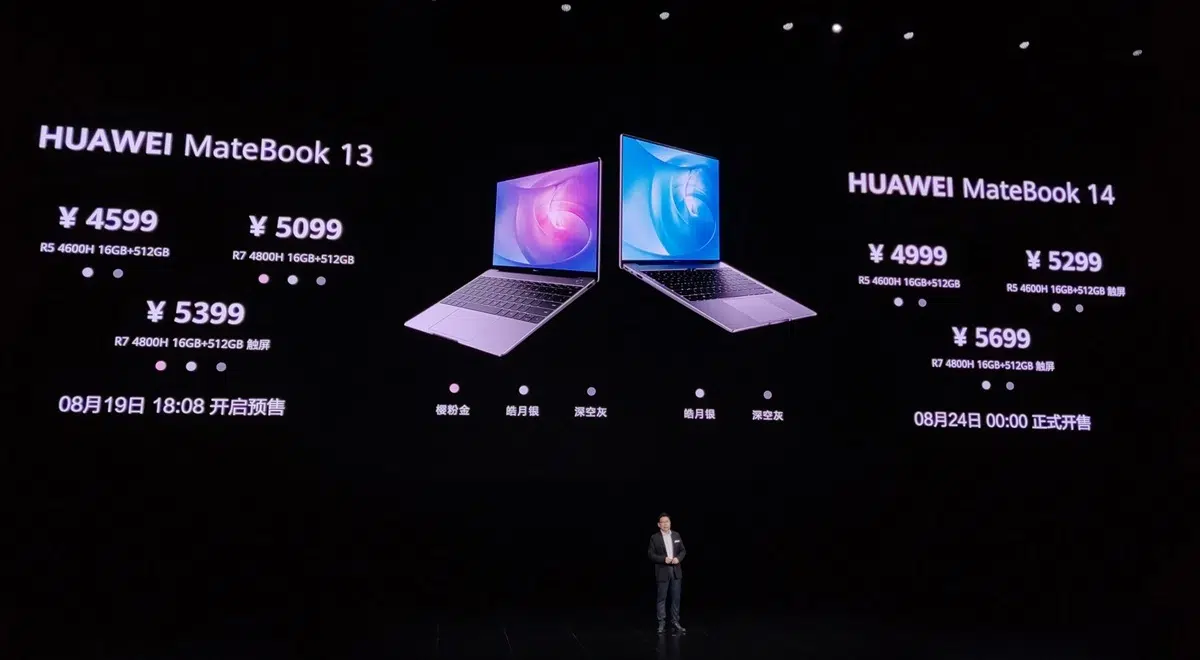 HUAWEI MateBook 13
¥ 4599
R5 4600H 16GB+512GB
¥ 5099
R7 4800H 16GB+512GB
¥ 5399
R7 4800H 16GB+512GB 触屏
08月19日 18:08 开启预售
樱粉金
皓月银
深空灰
皓月银
深空灰
HUAWEI MateBook 14
¥ 4999
R5 4600H 16GB+512GB
¥ 5299
R5 4600H 16GB+512GB 触屏
¥ 5699
R7 4800H 16GB+512GB 触屏
08月24日 00:00 正式开售